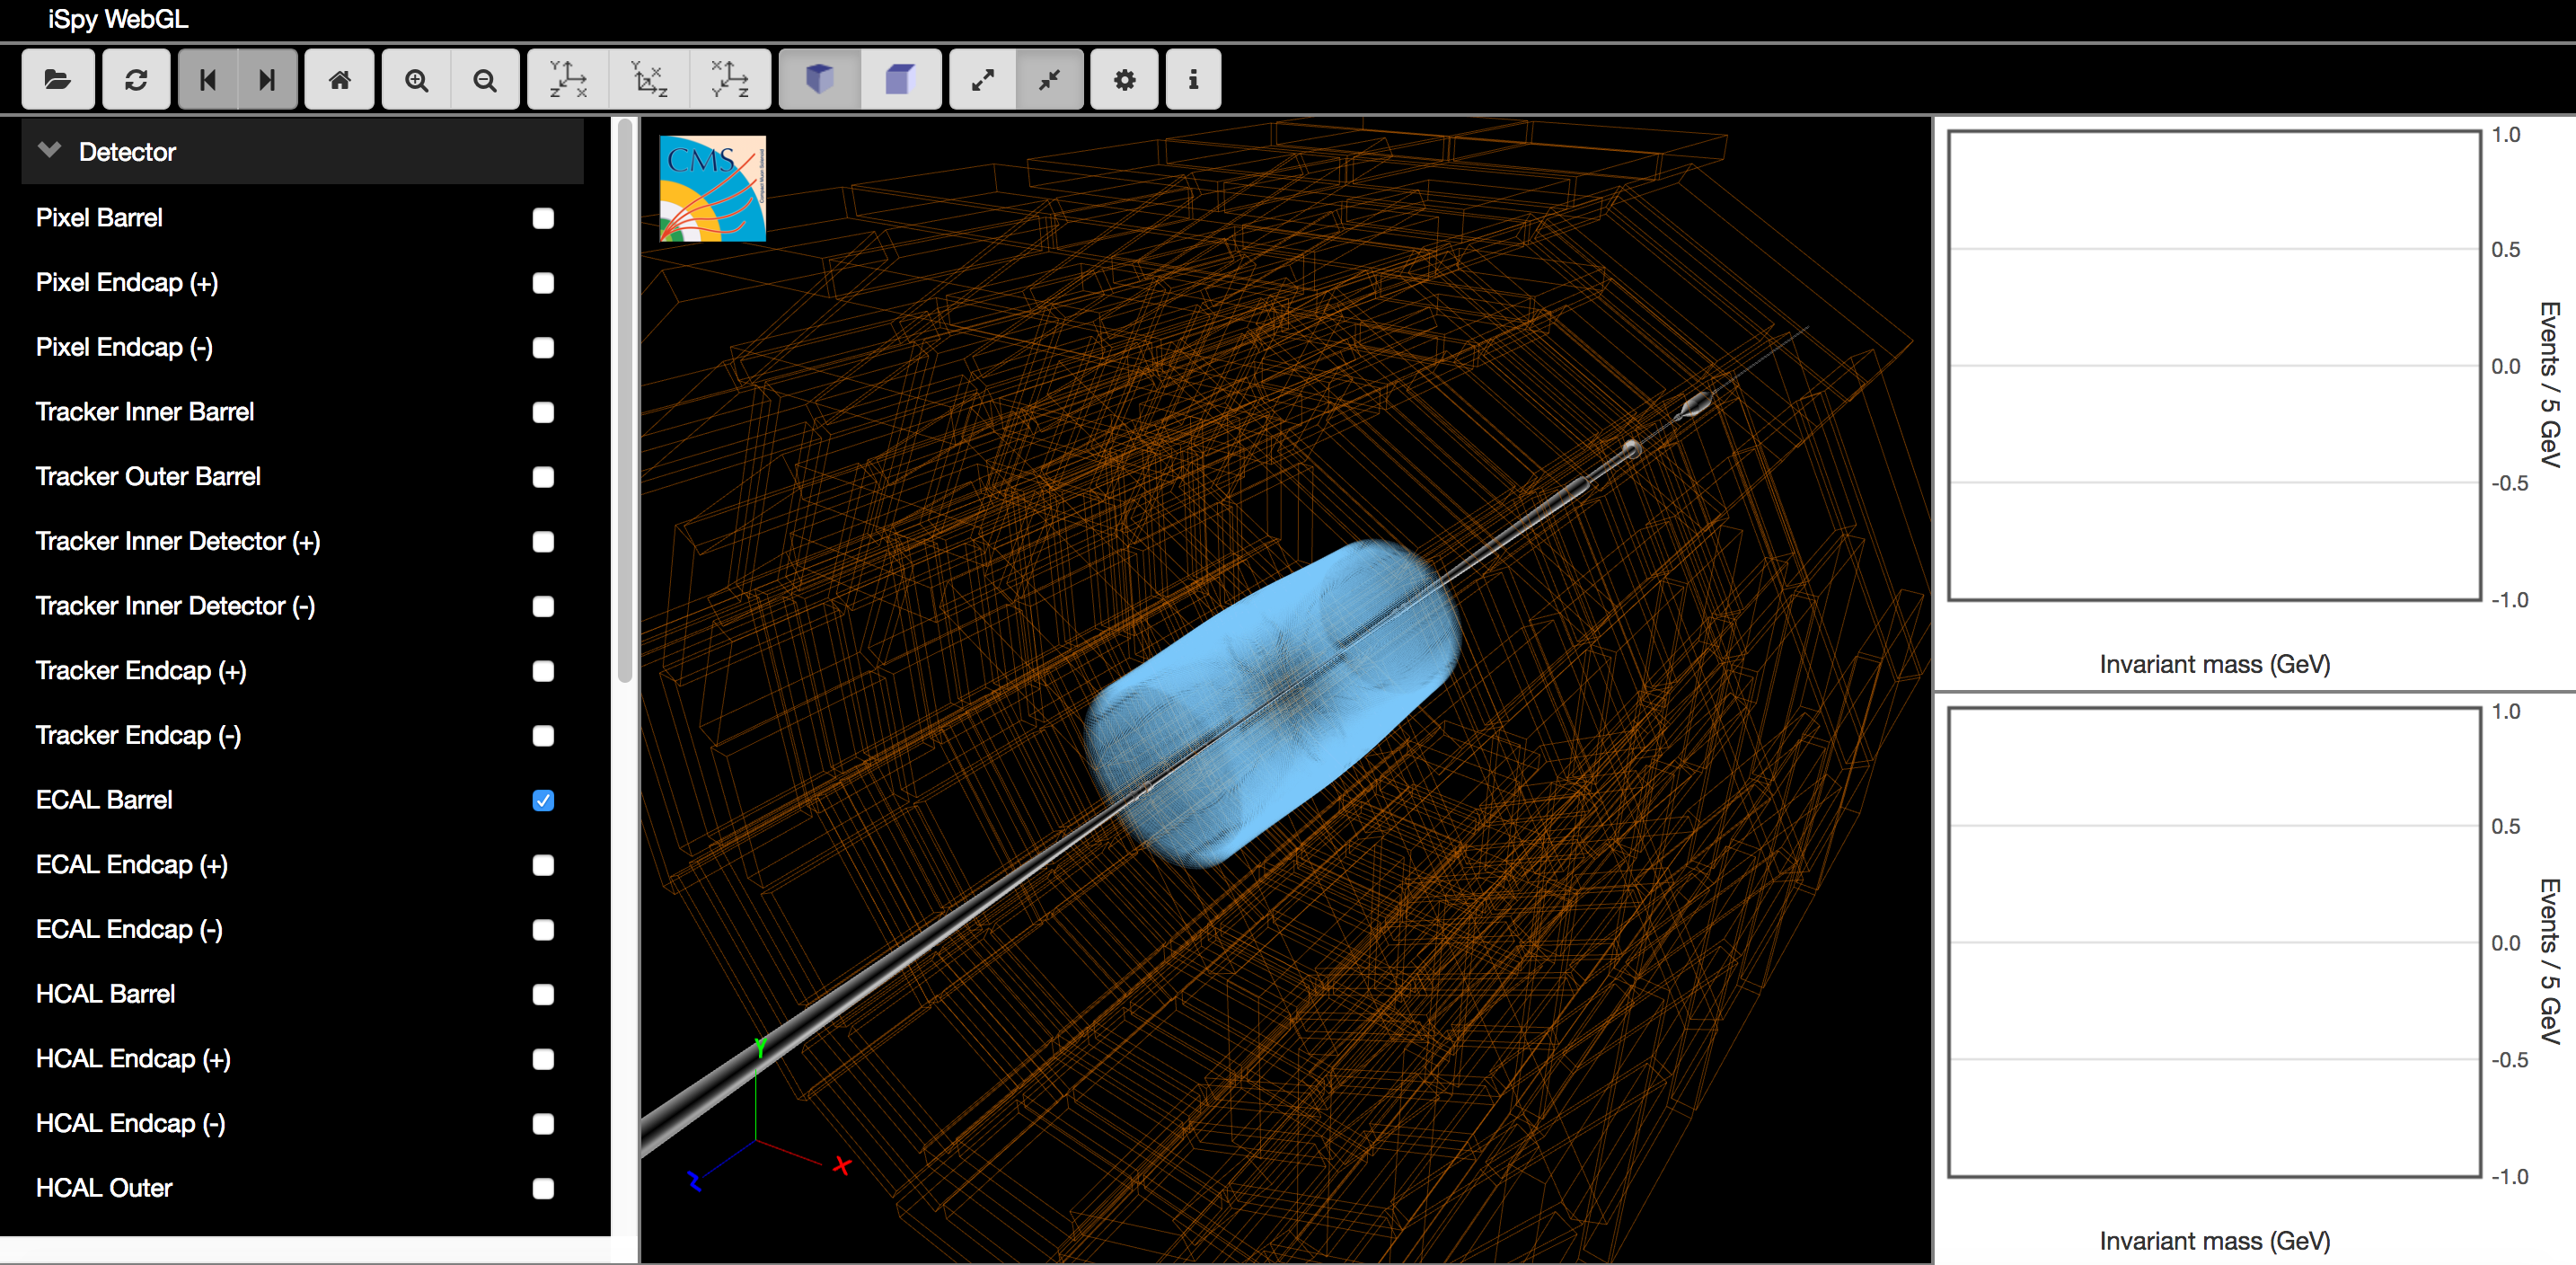 iSpy WebGL
Y
Z X
Y X
Z
X
Y Z
Detector
Pixel Barrel
Pixel Endcap (+)
Pixel Endcap (-)
Tracker Inner Barrel
Tracker Outer Barrel
Tracker Inner Detector (+)
Tracker Inner Detector (-)
Tracker Endcap (+)
Tracker Endcap (-)
ECAL Barrel
ECAL Endcap (+)
ECAL Endcap (-)
HCAL Barrel
HCAL Endcap (+)
HCAL Endcap (-)
HCAL Outer
CMS
Y
X
Z
1.0
0.5
0.0
-0.5
-1.0
Events / 5 GeV
Invariant mass (GeV)
1.0
0.5
0.0
-0.5
-1.0
Events / 5 GeV
Invariant mass (GeV)